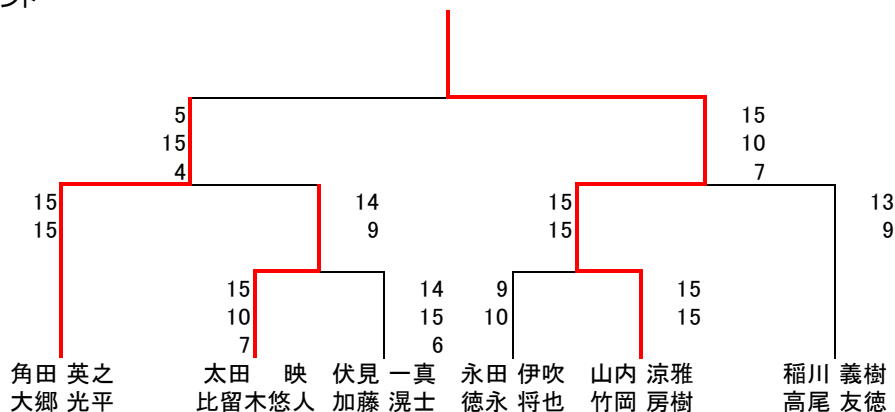 ント
5 15
15 10
4 7
15 14 15 13
15 9 15 9
15 14 9 15
10 15 10 15
7 6
角田 英之 太田 映 伏見 一真 永田 伊吹 山内 涼雅 稲川 義樹
大郷 光平 比留木悠人 加藤 滉士 徳永 将也 竹岡 房樹 高尾 友徳